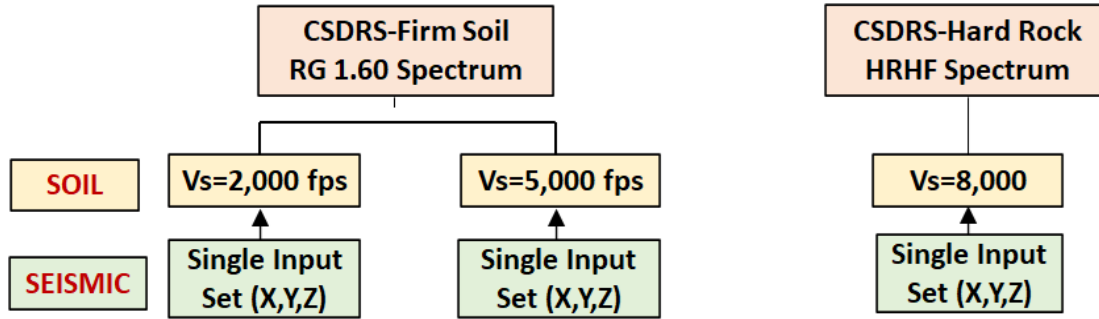 CSDRS-Firm Soil
RG 1.60 Spectrum
CSDRS-Hard Rock
HRHF Spectrum
SOIL
Vs=2,000 fps
Vs=5,000 fps
Vs=8,000
SEISMIC
Single Input
Set (X,Y,Z)
Single Input
Set (X,Y,Z)
Single Input
Set (X,Y,Z)